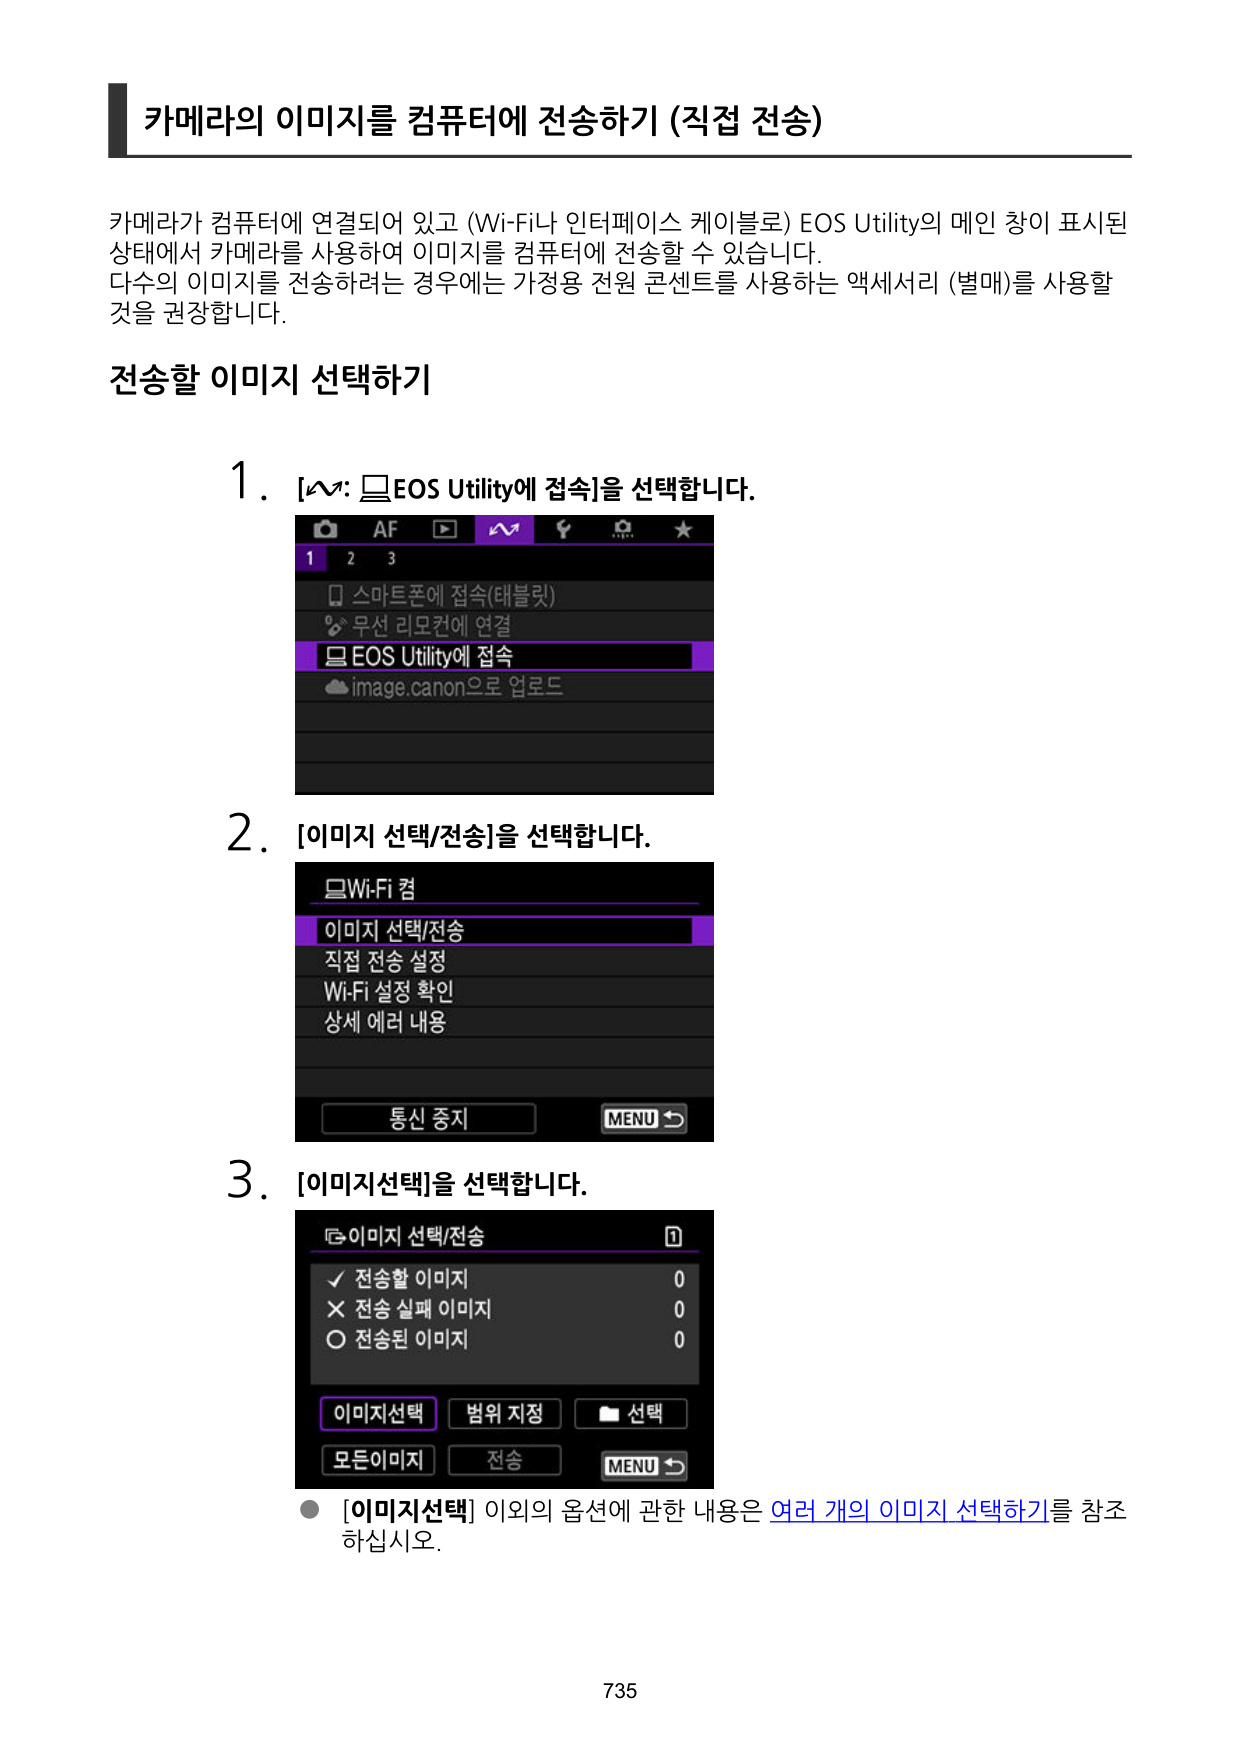 카메라의 이미지를 컴퓨터에 전송하기 (직접 전송)
카메라가 컴퓨터에 연결되어 있고 (Wi-Fi나 인터페이스 케이블로) EOS Utility의 메인 창이 표시된
상태에서 카메라를 사용하여 이미지를 컴퓨터에 전송할 수 있습니다.
다수의 이미지를 전송하려는 경우에는 가정용 전원 콘센트를 사용하는 액세서리 (별매)를 사용할
것을 권장합니다.
전송할 이미지 선택하기
1. [: EOS Utility에 접속]을 선택합니다.
AF
1 2 3
스마트폰에 접속(태블릿)
무선 리모컨에 연결
EOS Utility에 접속
image.canon으로 업로드
2. [이미지 선택/전송]을 선택합니다.
Wi-Fi 켬
이미지 선택/전송
직접 전송 설정
Wi-Fi 설정 확인
상세 에러 내용
통신 중지 MENU
3. [이미지선택]을 선택합니다.
이미지 선택/전송 1
전송할 이미지 0
전송 실패 이미지 0
전송된 이미지 0
이미지선택 범위 지정 선택
모든이미지 전송 MENU
● [이미지선택] 이외의 옵션에 관한 내용은 여러 개의 이미지 선택하기를 참조
하십시오.
735